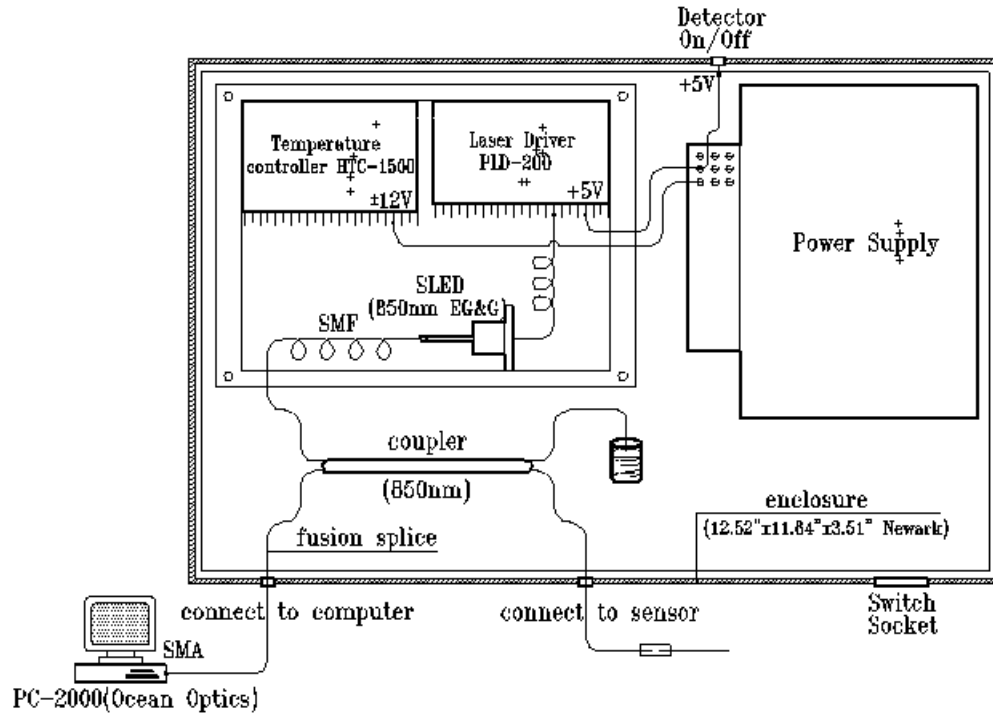 Detector
On/Off
+5V
Temperature
controller HTC-1500
±12V
Laser Driver
PLD-200
+5V
Power Supply
SLED
(850nm EG&G)
SMF
coupler
(850nm)
enclosure
(12.52"x11.84"x3.51" Newark)
fusion splice
connect to computer
connect to sensor
Switch
Socket
SMA
PC-2000(Ocean Optics)